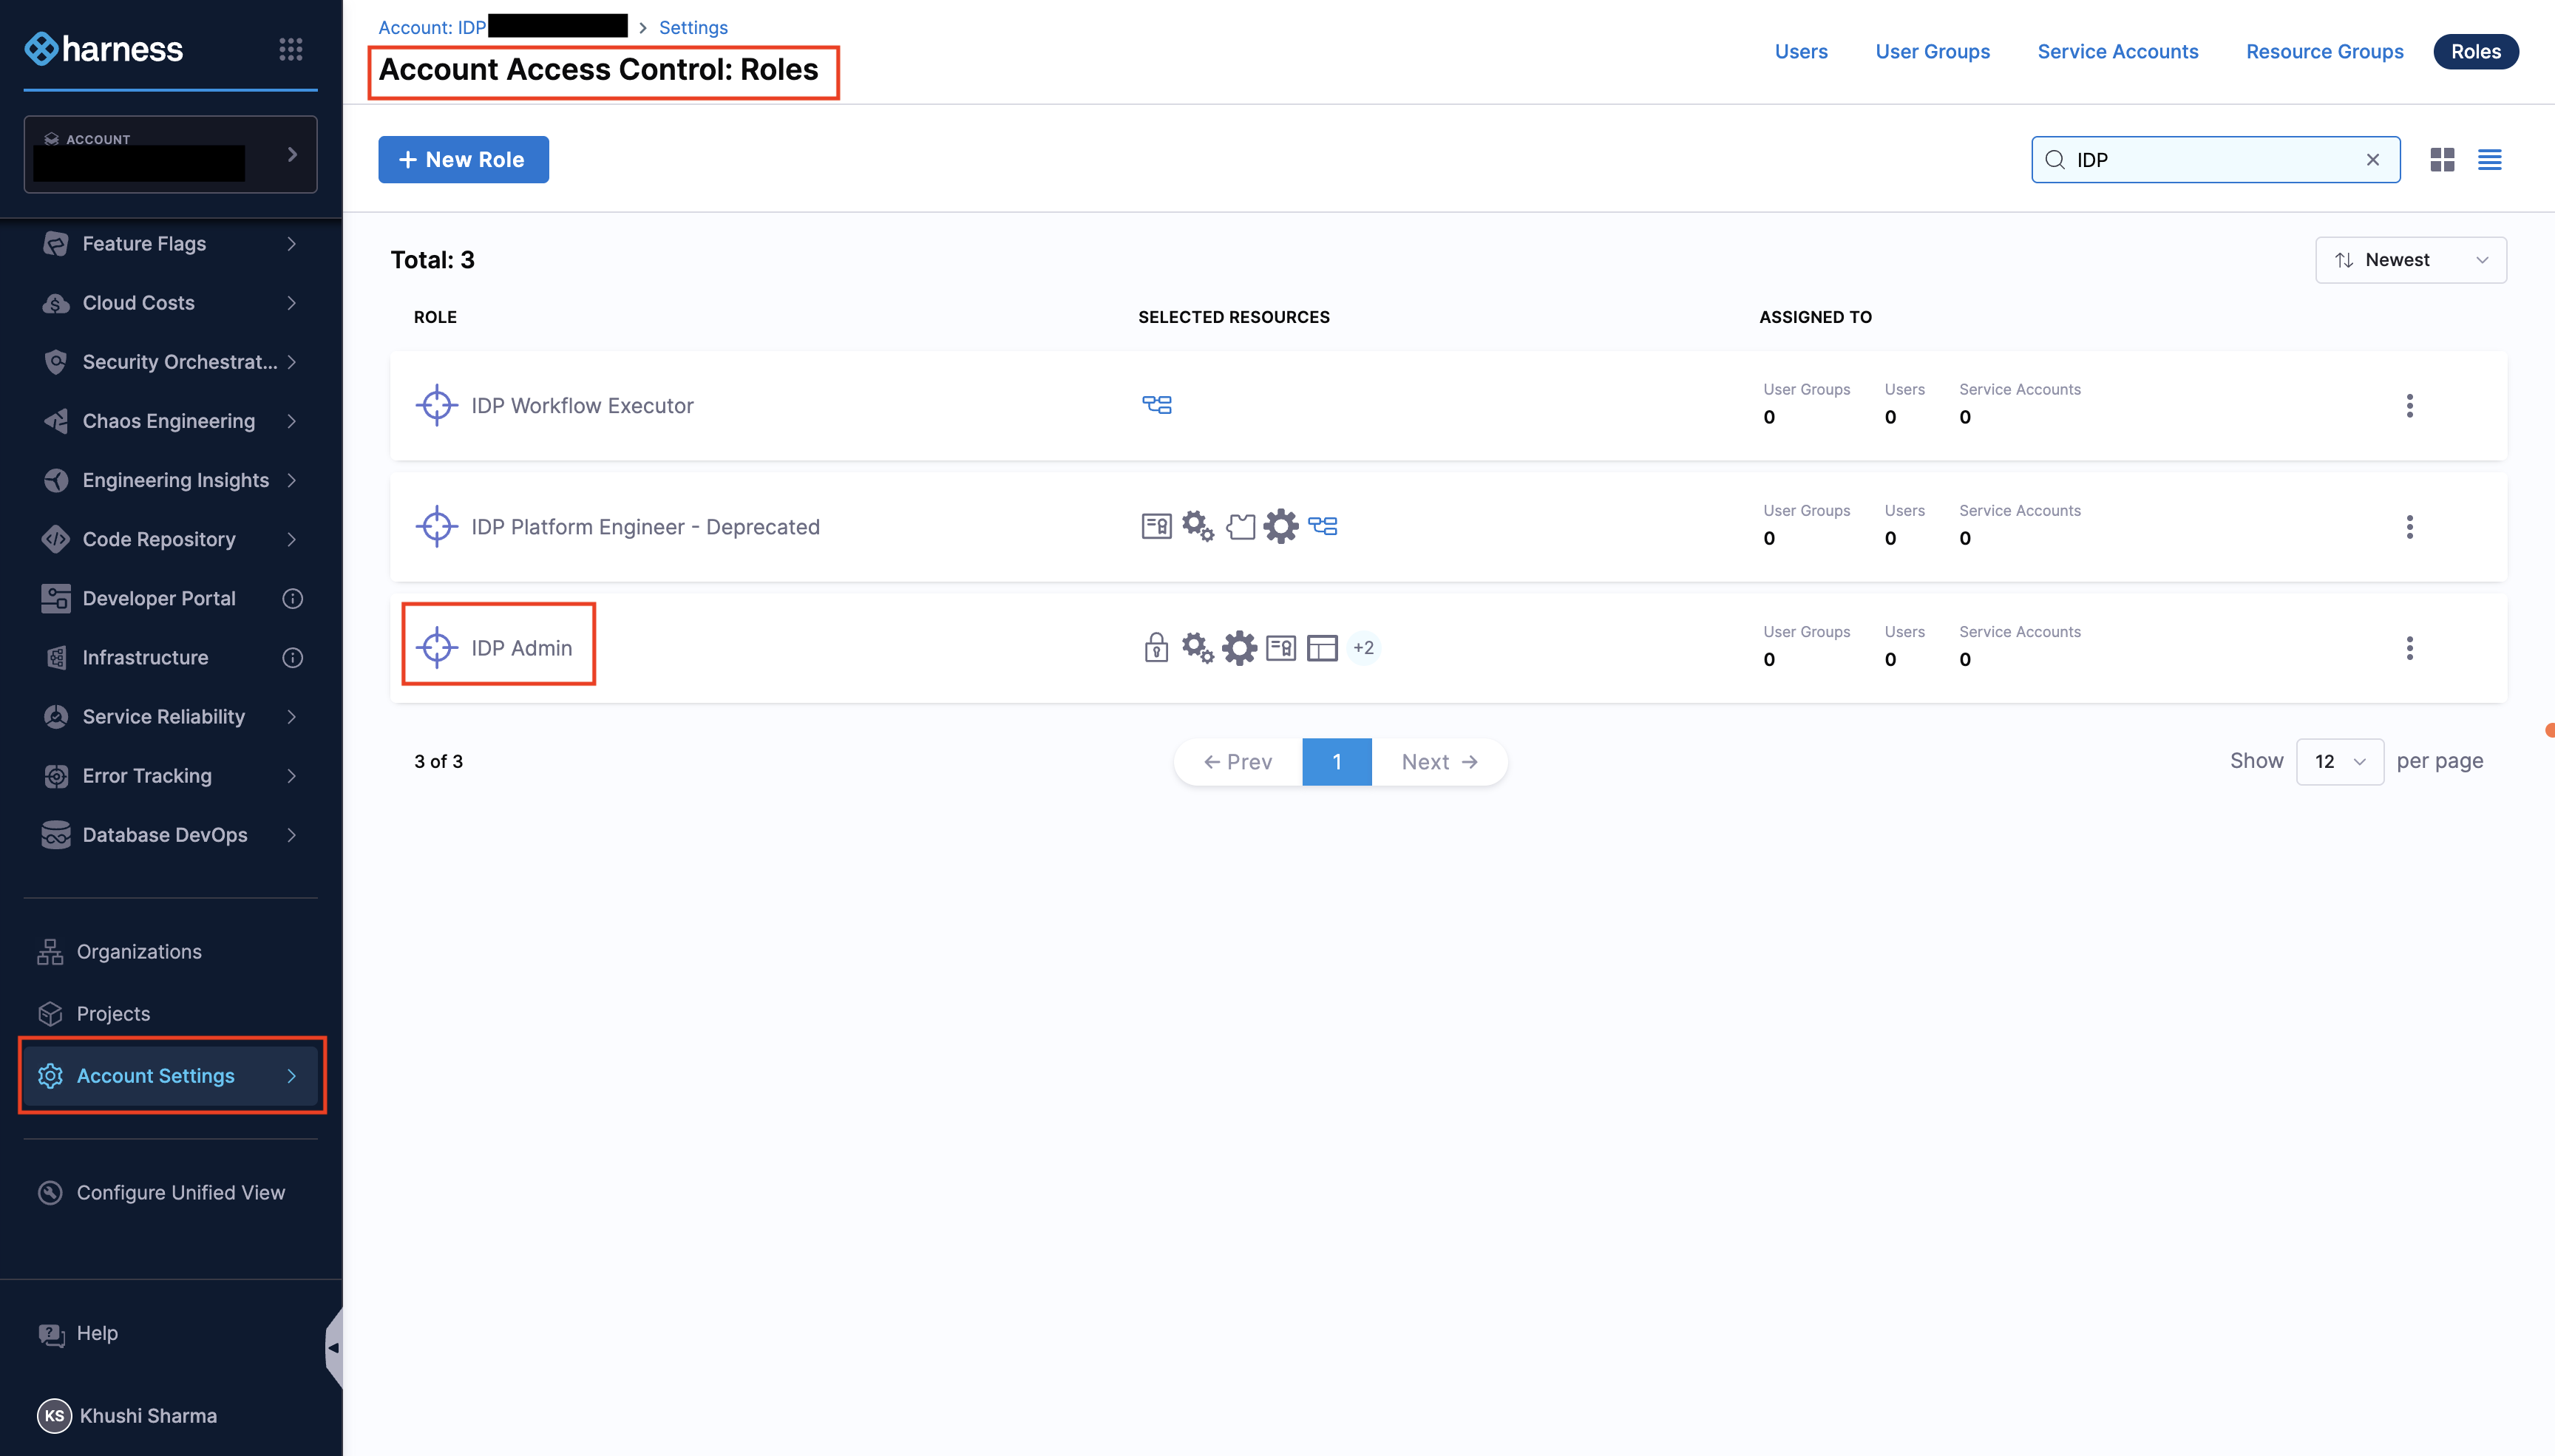 harness
ACCOUNT
Feature Flags
Cloud Costs
Security Orchestrat...
Chaos Engineering
Engineering Insights
Code Repository
Developer Portal
Infrastructure
Service Reliability
Error Tracking
Database DevOps
Organizations
Projects
Account Settings
Configure Unified View
Help
KS Khushi Sharma
Account: IDP > Settings
Account Access Control: Roles
Users User Groups Service Accounts Resource Groups Roles
+ New Role
IDP
Total: 3
Newest
ROLE SELECTED RESOURCES ASSIGNED TO
IDP Workflow Executor
User Groups Users Service Accounts
0 0 0
IDP Platform Engineer - Deprecated
User Groups Users Service Accounts
0 0 0
IDP Admin
+2
User Groups Users Service Accounts
0 0 0
3 of 3
← Prev 1 Next →
Show 12 per page